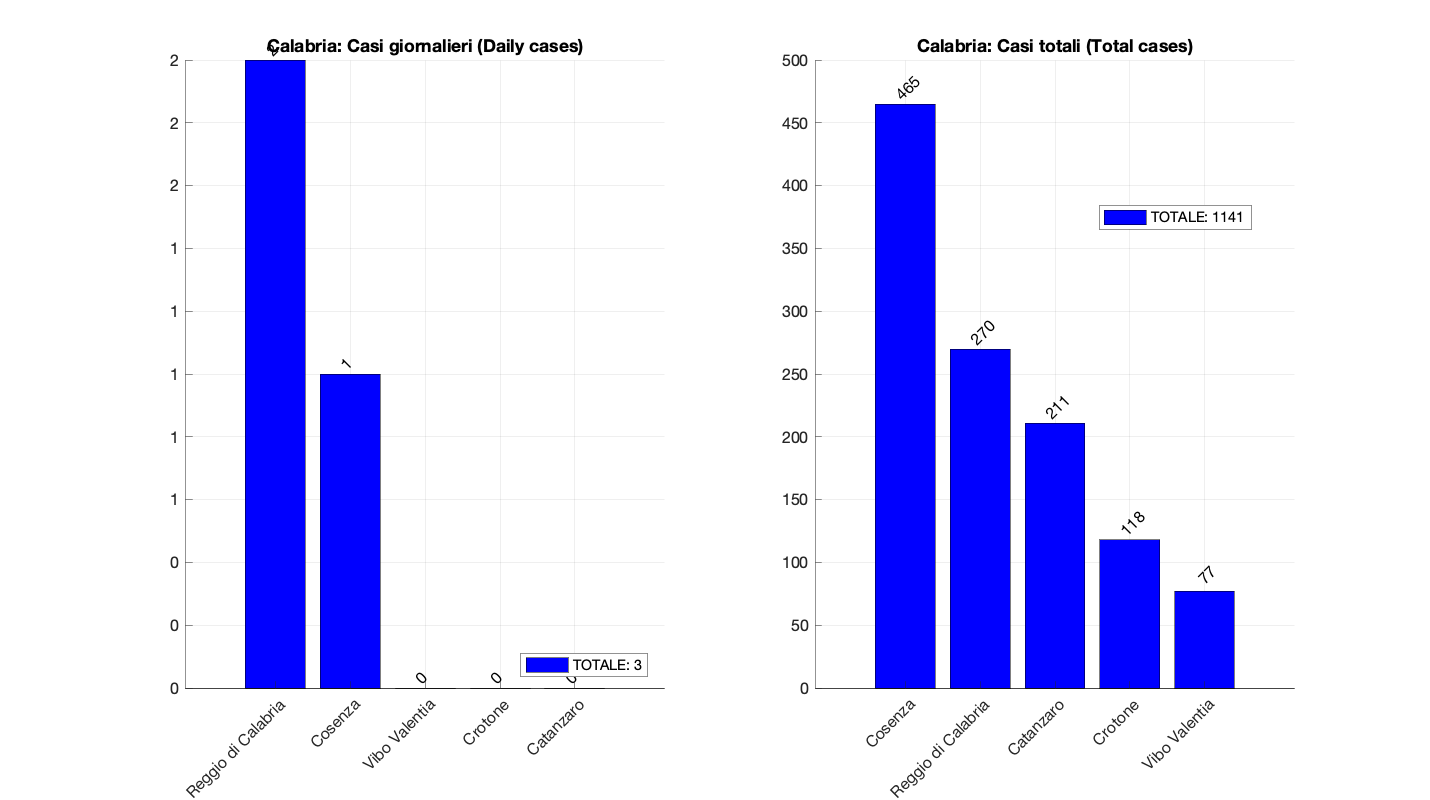 Calabria: Casi giornalieri (Daily cases)
2
2
2
2
1
1
1
1
1
0
0
0
1
0
0
0
TOTALE: 3
Reggio di Calabria
Cosenza
Vibo Valentia
Crotone
Catanzaro
Calabria: Casi totali (Total cases)
500
450
400
350
300
250
200
150
100
50
0
465
270
211
118
77
TOTALE: 1141
Cosenza
Reggio di Calabria
Catanzaro
Crotone
Vibo Valentia